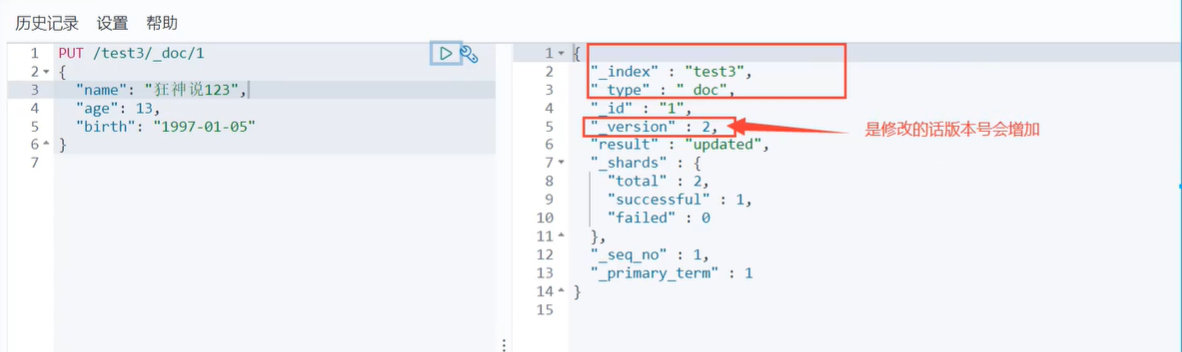 历史记录 设置 帮助
1 PUT /test3/_doc/1
2 {
3 "name": "狂神说123",
4 "age": 13,
5 "birth": "1997-01-05"
6 }
7
1 {
2 "_index" : "test3",
3 "_type" : "_doc",
4 "_id" : "1",
5 "_version" : 2,
是修改的话版本号会增加
6 "result" : "updated",
7 "_shards" : {
8 "total" : 2,
9 "successful" : 1,
10 "failed" : 0
11 },
12 "_seq_no" : 1,
13 "_primary_term" : 1
14 }
15